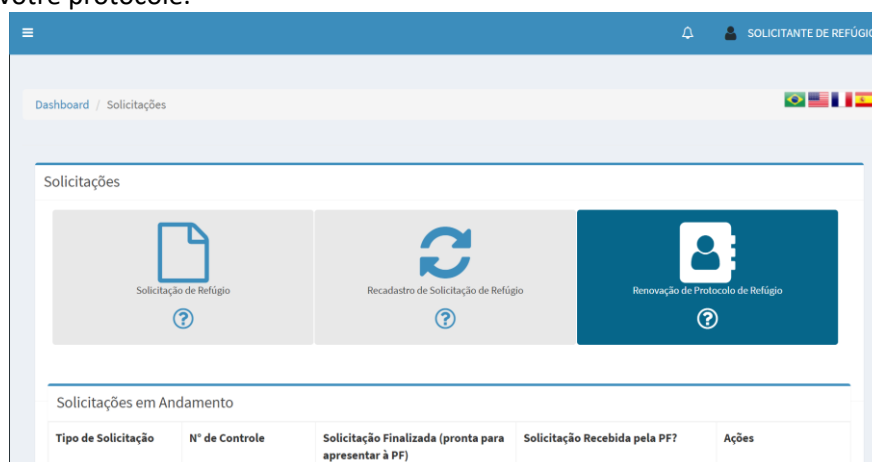 votre protocole.
SOLICITANTE DE REFÚGIO
Dashboard / Solicitações
Solicitações
Solicitação de Refúgio
Recadastro de Solicitação de Refúgio
Renovação de Protocolo de Refúgio
Solicitações em Andamento
Tipo de Solicitação N° de Controle Solicitação Finalizada (pronta para Solicitação Recebida pela PF? Ações
apresentar à PF)